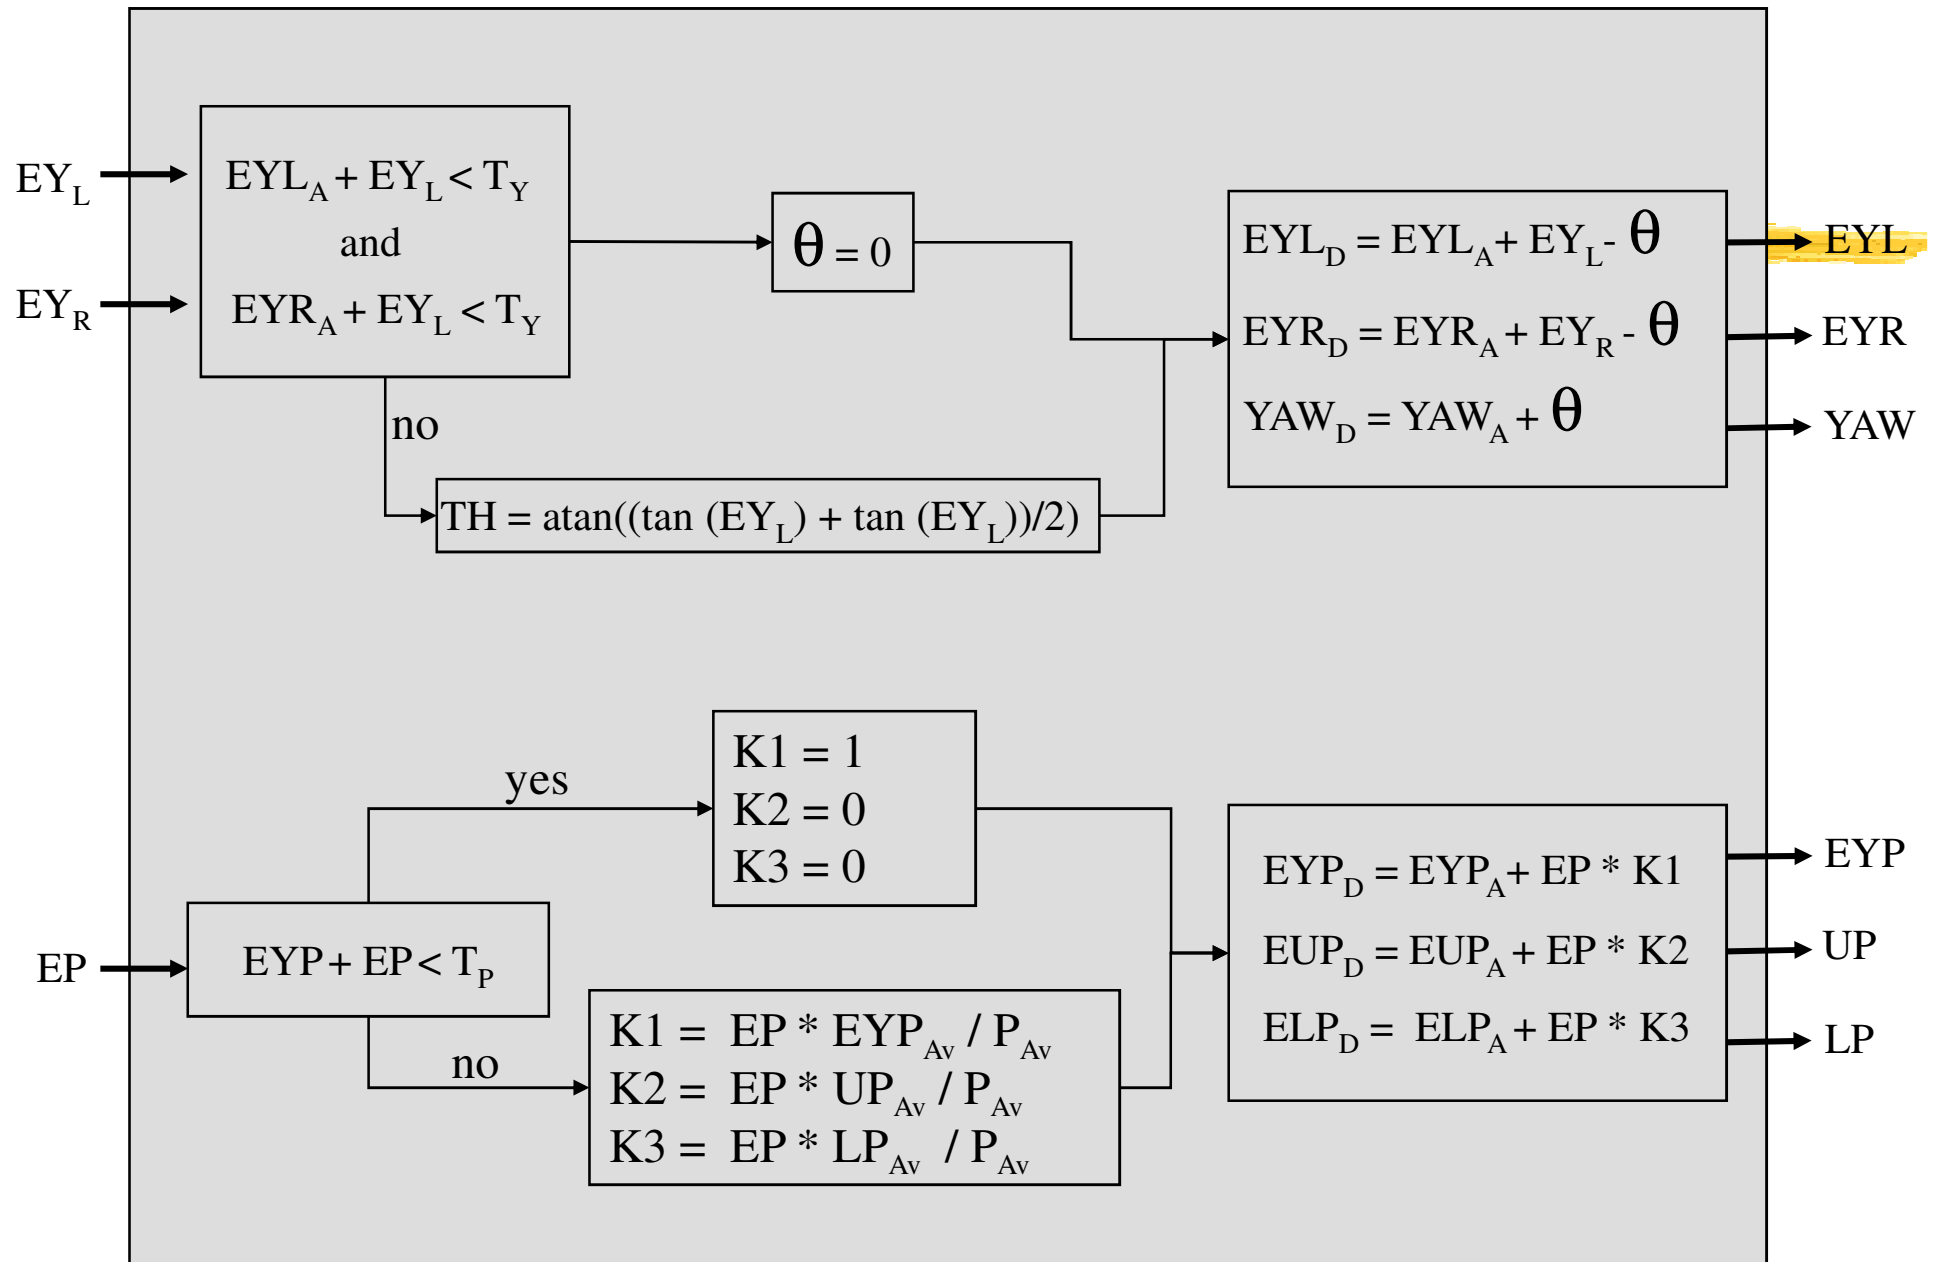 EY_L
EY_R
EYL_A + EY_L < T_Y
and
EYR_A + EY_L < T_Y
no
θ = 0
TH = atan((tan (EY_L) + tan (EY_L))/2)
EYL_D = EYL_A + EY_L - θ
EYR_D = EYR_A + EY_R - θ
YAW_D = YAW_A + θ
EYL
EYR
YAW
EP
EYP + EP < T_P
yes
no
K1 = 1
K2 = 0
K3 = 0
K1 = EP * EYP_Av / P_Av
K2 = EP * UP_Av / P_Av
K3 = EP * LP_Av / P_Av
EYP_D = EYP_A + EP * K1
EUP_D = EUP_A + EP * K2
ELP_D = ELP_A + EP * K3
EYP
UP
LP